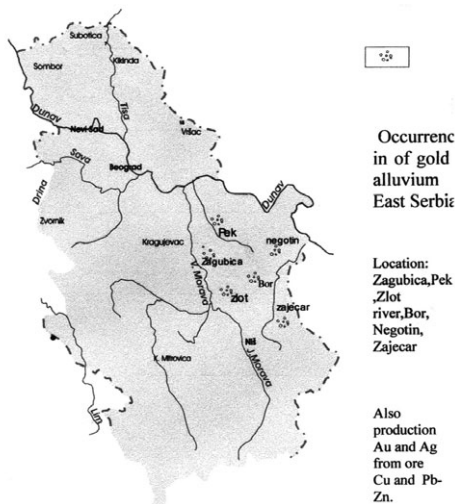 Subotica
Kikinda
Sombor
Tisa
Dunav
Novi Sad
Vršac
Sava
Beograd
Drina
Dunav
Zvornik
Pek
Kragujevac
negotin
Zagubica
V. Morava
Bor
Zlot
zaječar
Niš
K. Mitrovica
J. Morava
Lim
Occurrenc
in of gold
alluvium
East Serbia
Location:
Zagubica,Pek
,Zlot
river,Bor,
Negotin,
Zajecar
Also
production
Au and Ag
from ore
Cu and Pb-
Zn.